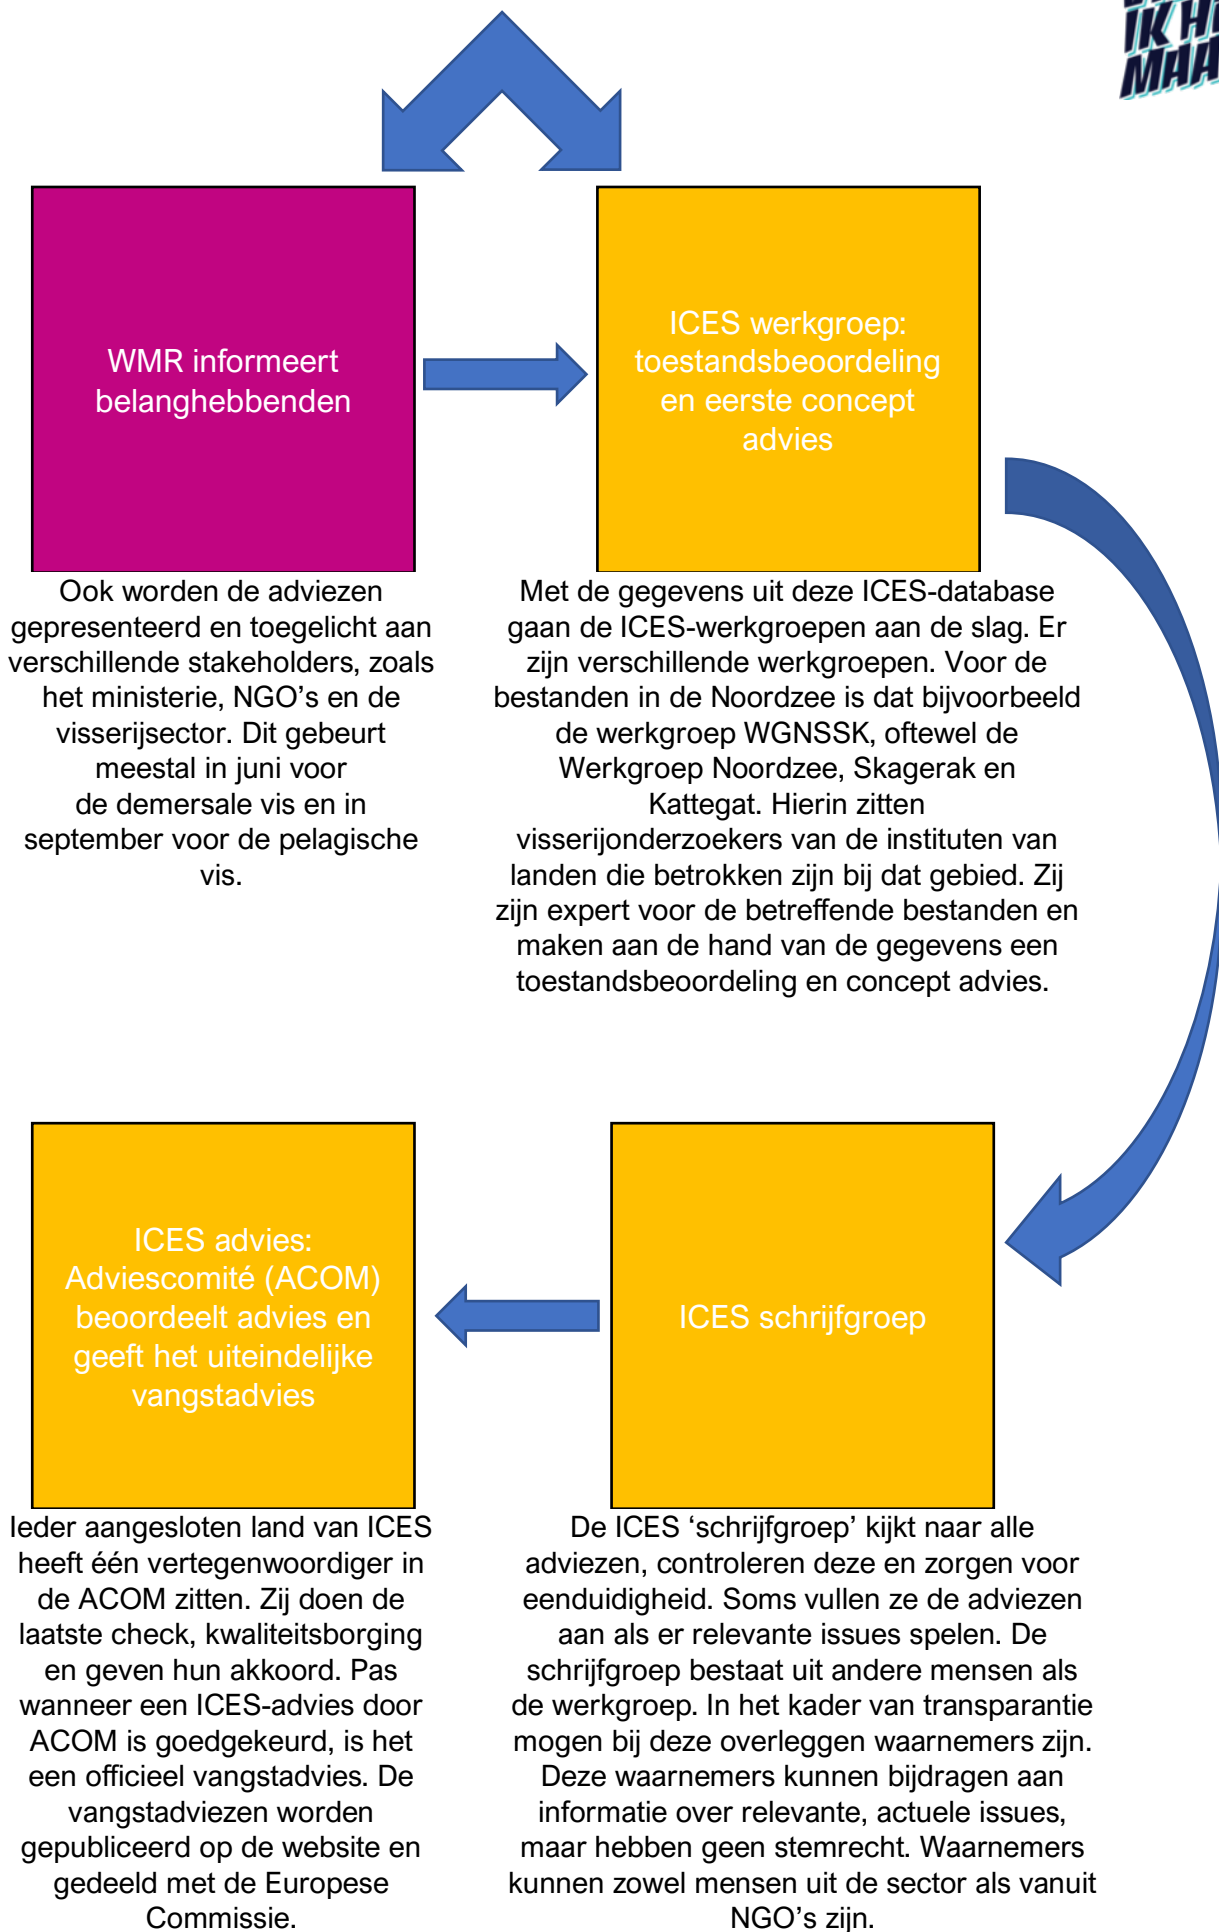 IK H
MAA
WMR informeert
belanghebbenden
Ook worden de adviezen
gepresenteerd en toegelicht aan
verschillende stakeholders, zoals
het ministerie, NGO’s en de
visserijsector. Dit gebeurt
meestal in juni voor
de demersale vis en in
september voor de pelagische
vis.
ICES werkgroep:
toestandsbeoordeling
en eerste concept
advies
Met de gegevens uit deze ICES-database
gaan de ICES-werkgroepen aan de slag. Er
zijn verschillende werkgroepen. Voor de
bestanden in de Noordzee is dat bijvoorbeeld
de werkgroep WGNSSK, oftewel de
Werkgroep Noordzee, Skagerak en
Kattegat. Hierin zitten
visserijonderzoekers van de instituten van
landen die betrokken zijn bij dat gebied. Zij
zijn expert voor de betreffende bestanden en
maken aan de hand van de gegevens een
toestandsbeoordeling en concept advies.
ICES schrijfgroep
De ICES ‘schrijfgroep’ kijkt naar alle
adviezen, controleren deze en zorgen voor
eenduidigheid. Soms vullen ze de adviezen
aan als er relevante issues spelen. De
schrijfgroep bestaat uit andere mensen als
de werkgroep. In het kader van transparantie
mogen bij deze overleggen waarnemers zijn.
Deze waarnemers kunnen bijdragen aan
informatie over relevante, actuele issues,
maar hebben geen stemrecht. Waarnemers
kunnen zowel mensen uit de sector als vanuit
NGO’s zijn.
ICES advies:
Adviescomité (ACOM)
beoordeelt advies en
geeft het uiteindelijke
vangstadvies
Ieder aangesloten land van ICES
heeft één vertegenwoordiger in
de ACOM zitten. Zij doen de
laatste check, kwaliteitsborging
en geven hun akkoord. Pas
wanneer een ICES-advies door
ACOM is goedgekeurd, is het
een officieel vangstadvies. De
vangstadviezen worden
gepubliceerd op de website en
gedeeld met de Europese
Commissie.